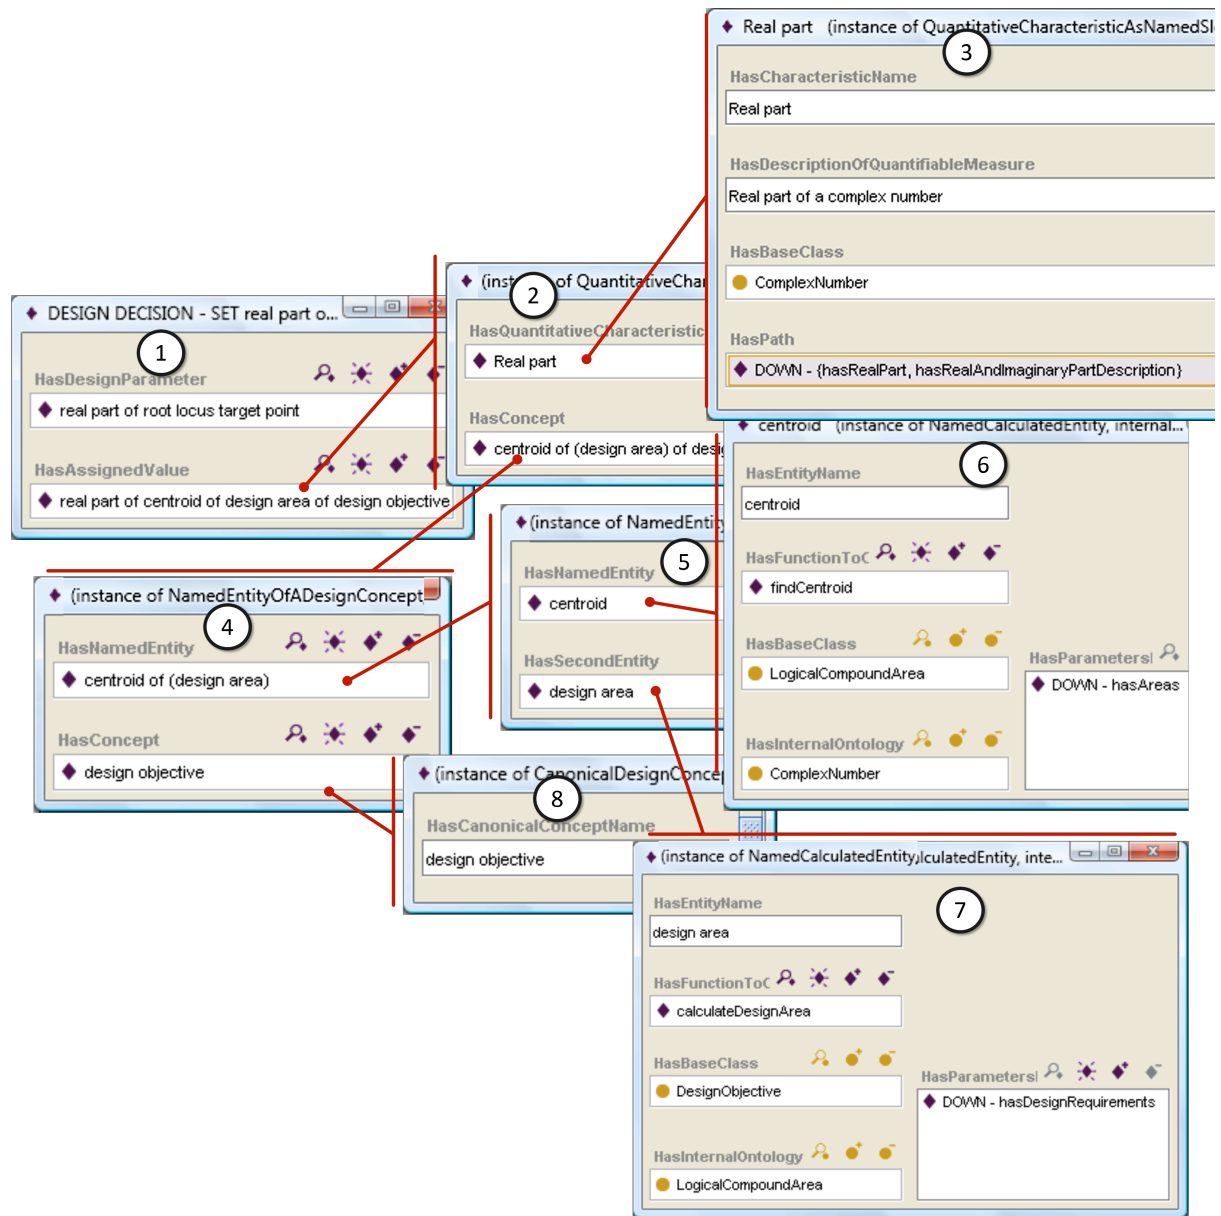 Real part (instance of QuantitativeCharacteristicAsNamedSl
3
HasCharacteristicName
Real part
HasDescriptionOfQuantifiableMeasure
Real part of a complex number
HasBaseClass
ComplexNumber
HasPath
DOWN - {hasRealPart, hasRealAndImaginaryPartDescription}
(instance of QuantitativeChar
2
HasQuantitativeCharacteristic
Real part
HasConcept
centroid of (design area) of desi
DESIGN DECISION - SET real part o...
1
HasDesignParameter
real part of root locus target point
HasAssignedValue
real part of centroid of design area of design objective
centroid (instance of NamedCalculatedEntity, internal...
6
HasEntityName
centroid
HasFunctionToC
findCentroid
HasBaseClass
LogicalCompoundArea
HasParametersI
DOWN - hasAreas
HasInternalOntology
ComplexNumber
(instance of NamedEntity
5
HasNamedEntity
centroid
HasSecondEntity
design area
(instance of NamedEntityOfADesignConcept
4
HasNamedEntity
centroid of (design area)
HasConcept
design objective
(instance of CanonicalDesignConcep
8
HasCanonicalConceptName
design objective
(instance of NamedCalculatedEntity, lculatedEntity, inte...
7
HasEntityName
design area
HasFunctionToC
calculateDesignArea
HasBaseClass
DesignObjective
HasParametersI
DOWN - hasDesignRequirements
HasInternalOntology
LogicalCompoundArea